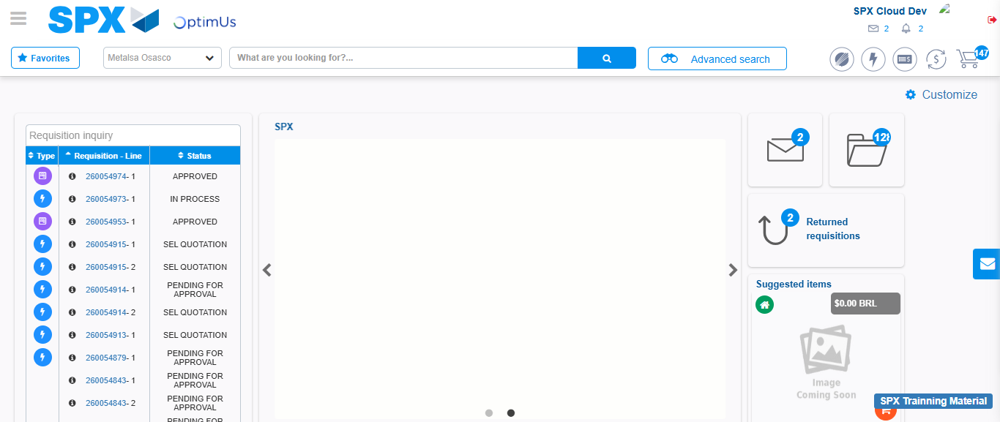 SPX
OptimUs
SPX Cloud Dev
2
2
Favorites
Metalsa Osasco
What are you looking for?...
Advanced search
$
$
147
Customize
Requisition inquiry
Type
Requisition - Line
Status
260054974- 1
APPROVED
260054973- 1
IN PROCESS
260054953- 1
APPROVED
260054915- 1
SEL QUOTATION
260054915- 2
SEL QUOTATION
260054914- 1
PENDING FOR
APPROVAL
260054914- 2
SEL QUOTATION
260054913- 1
SEL QUOTATION
260054879- 1
PENDING FOR
APPROVAL
260054843- 1
PENDING FOR
APPROVAL
260054843- 2
PENDING FOR
APPROVAL
PENDING FOR
SPX
2
2
Returned
requisitions
Suggested items
$0.00 BRL
Image
Coming Soon
SPX Trainning Material